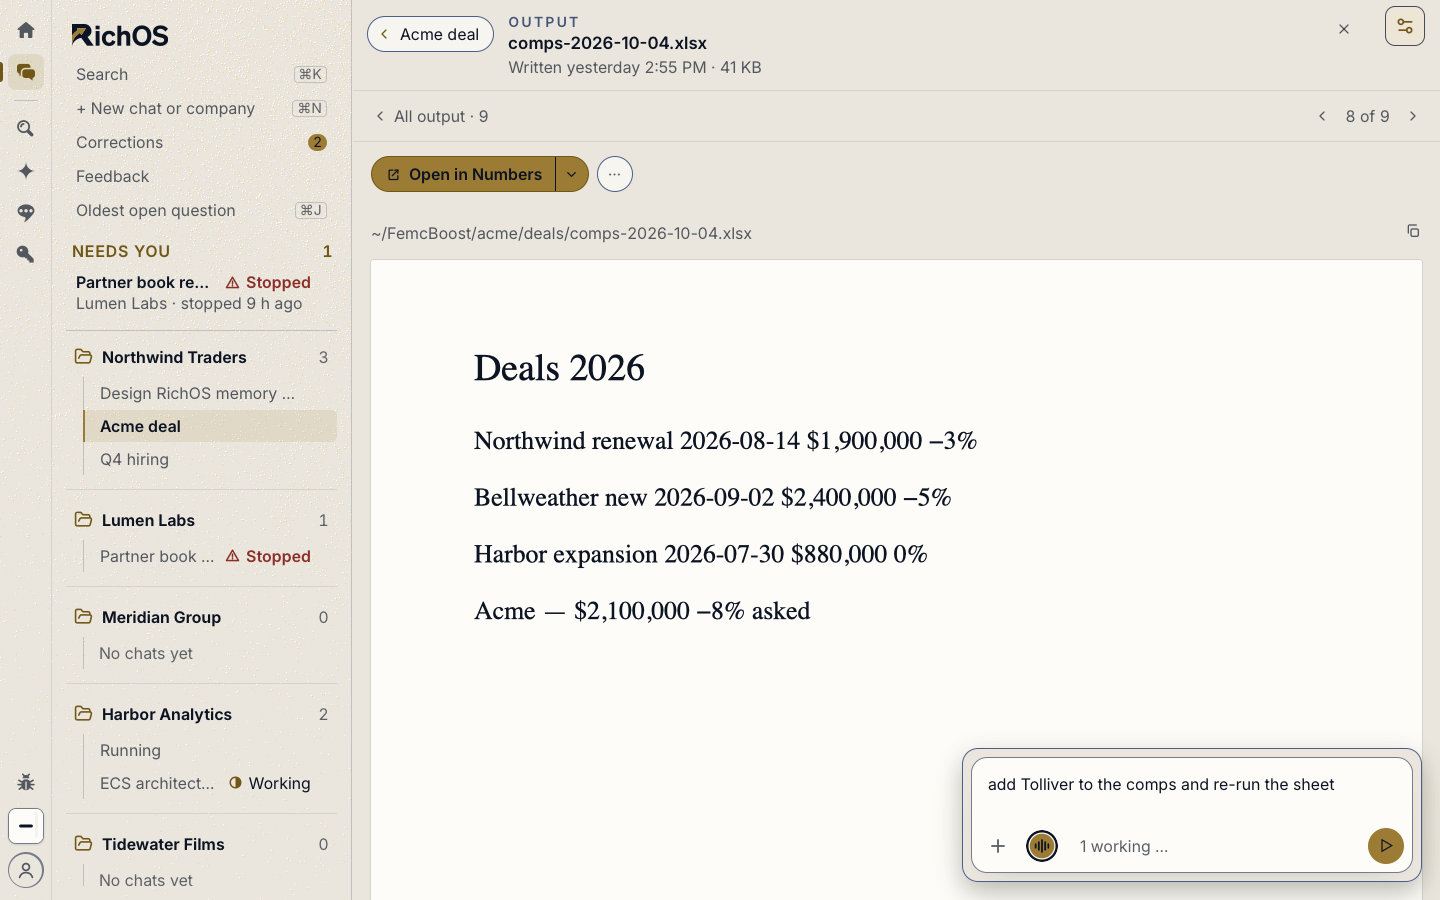 RichOS
Search ⌘K
+ New chat or company ⌘N
Corrections 2
Feedback
Oldest open question ⌘J
NEEDS YOU 1
Partner book re... Stopped
Lumen Labs · stopped 9 h ago
Northwind Traders 3
Design RichOS memory ...
Acme deal
Q4 hiring
Lumen Labs 1
Partner book ... Stopped
Meridian Group 0
No chats yet
Harbor Analytics 2
Running
ECS architect... Working
Tidewater Films 0
No chats yet
Acme deal
OUTPUT
comps-2026-10-04.xlsx
Written yesterday 2:55 PM · 41 KB
All output · 9
8 of 9
Open in Numbers
~/FemcBoost/acme/deals/comps-2026-10-04.xlsx
Deals 2026
Northwind renewal 2026-08-14 $1,900,000 −3%
Bellweather new 2026-09-02 $2,400,000 −5%
Harbor expansion 2026-07-30 $880,000 0%
Acme — $2,100,000 −8% asked
add Tolliver to the comps and re-run the sheet
1 working ...